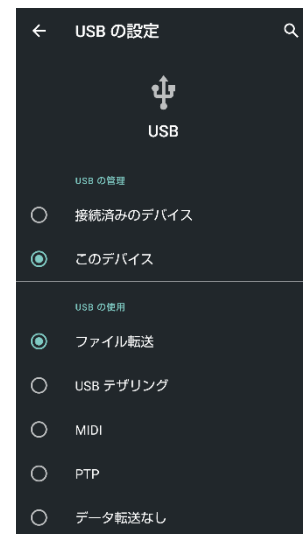 USB の設定
USB
USB の管理
接続済みのデバイス
このデバイス
USB の使用
ファイル転送
USB テザリング
MIDI
PTP
データ転送なし